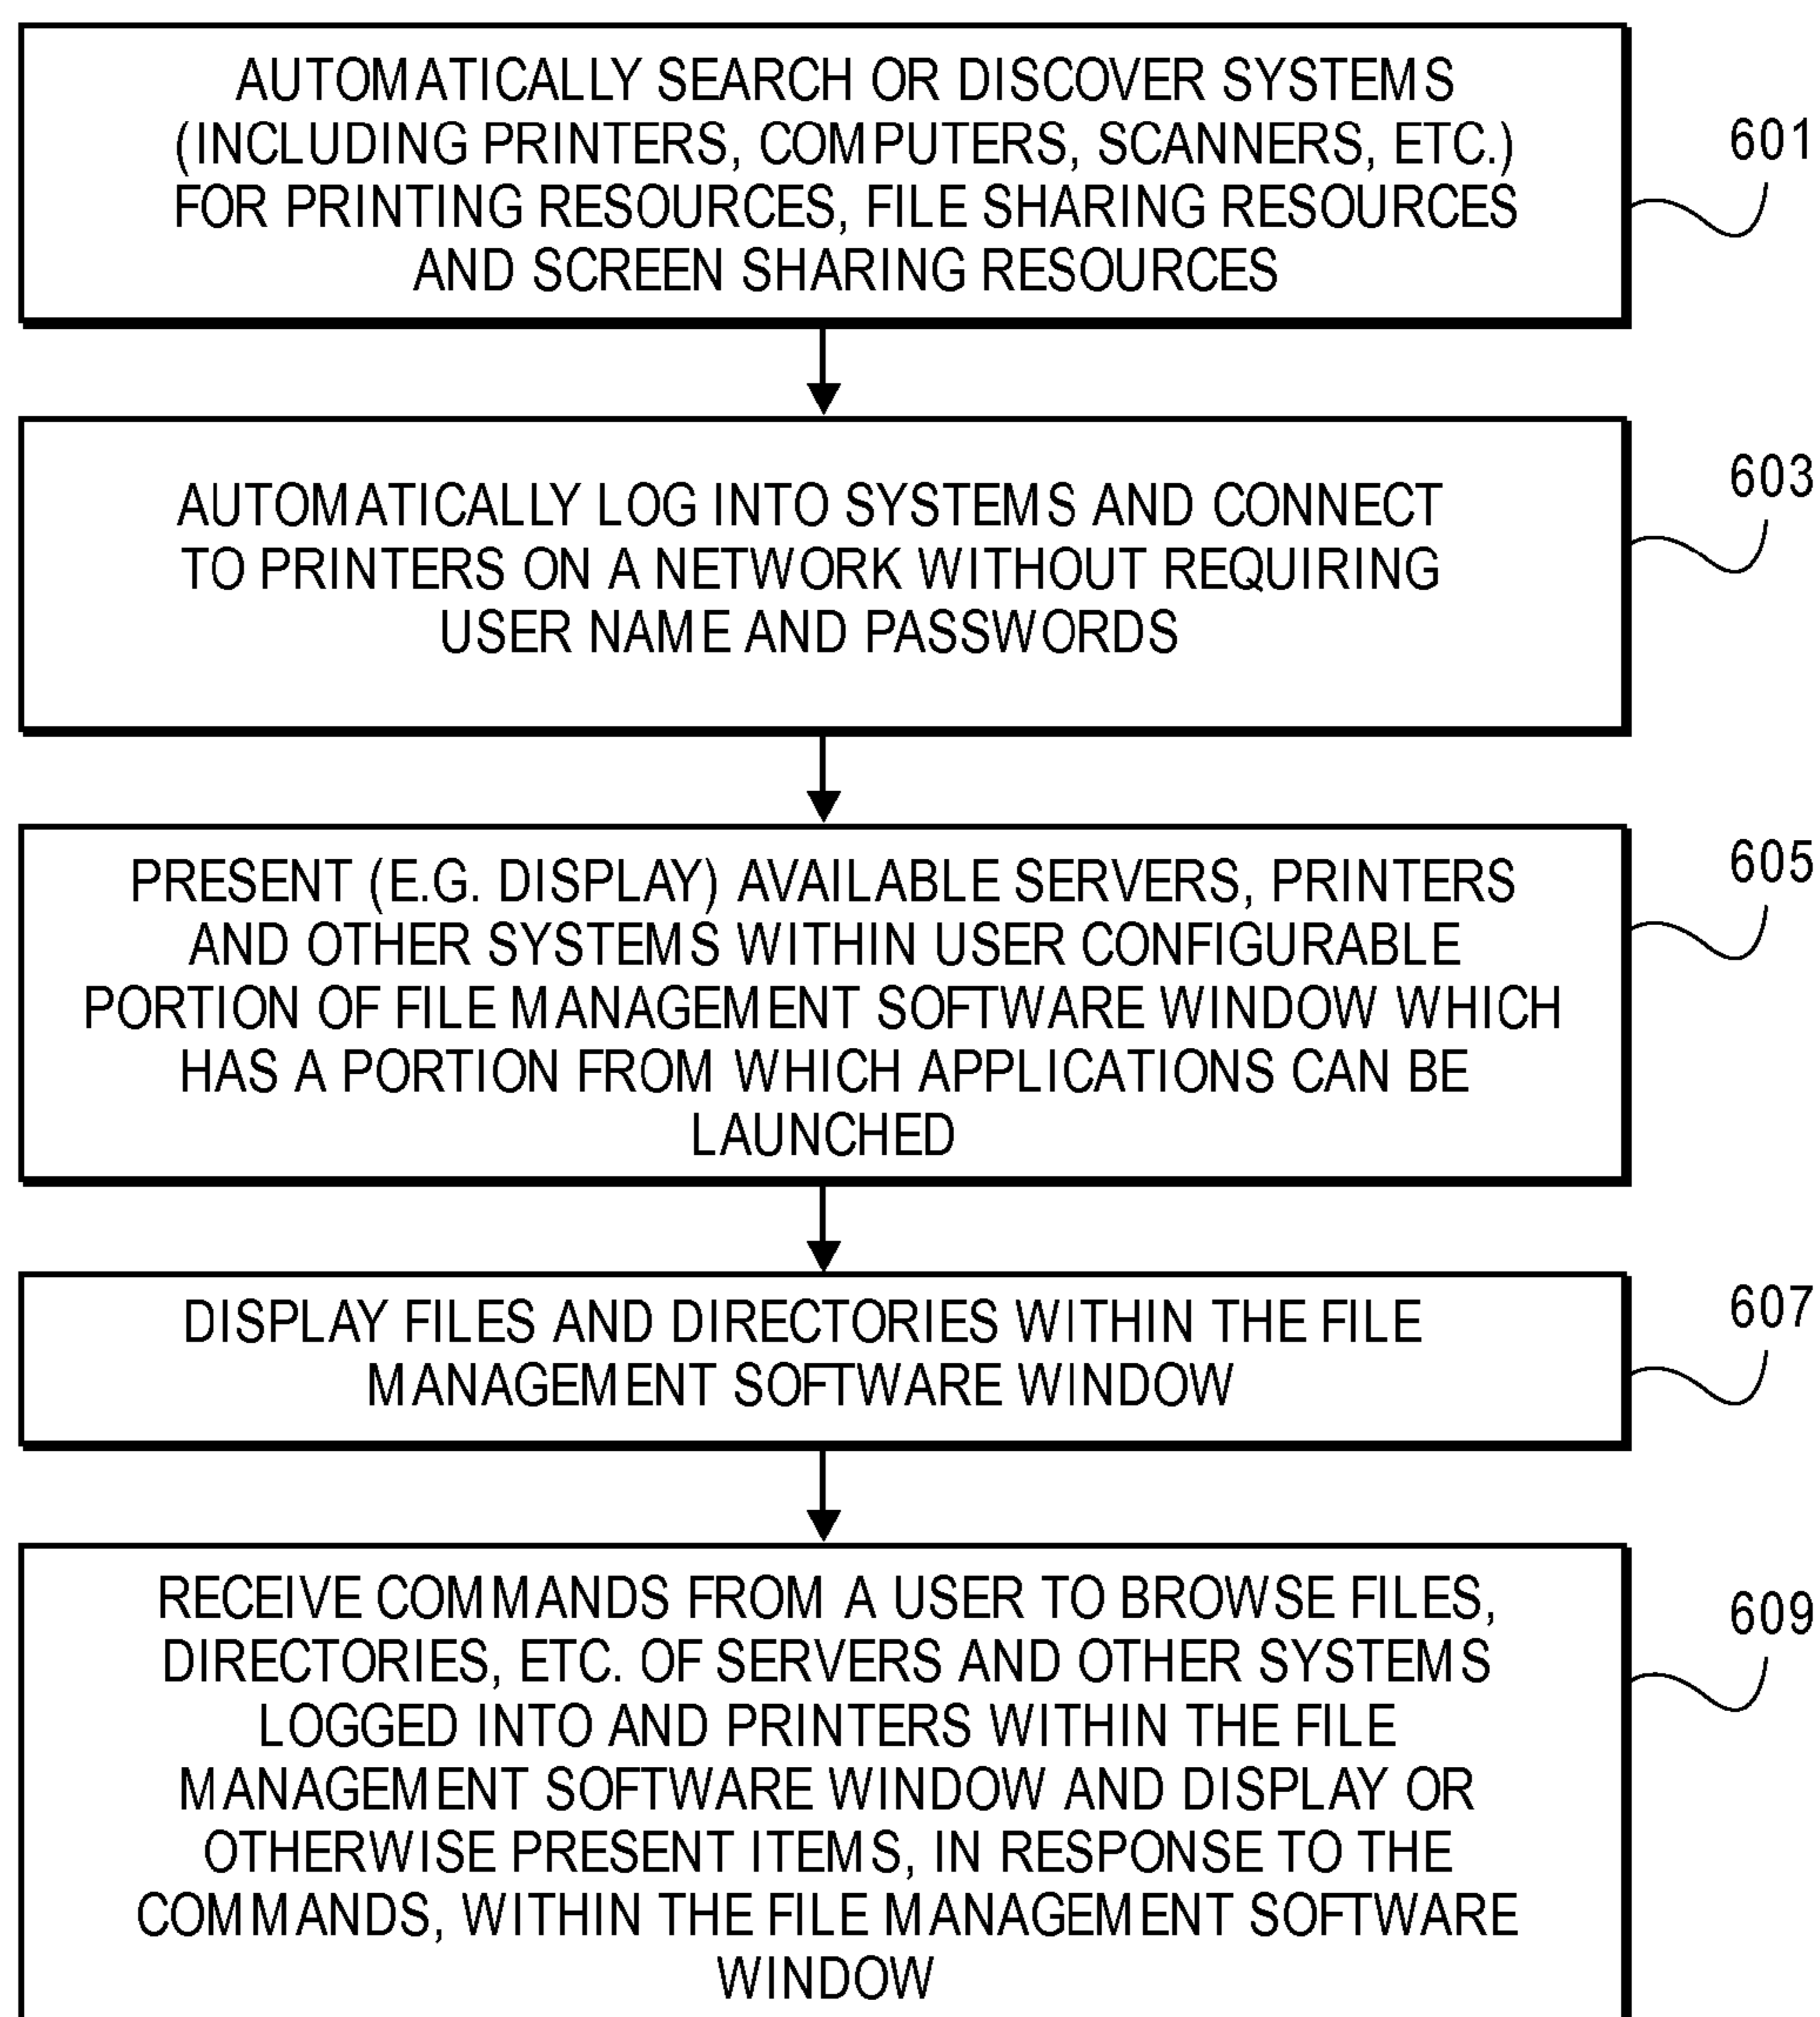 AUTOMATICALLY SEARCH OR DISCOVER SYSTEMS
(INCLUDING PRINTERS, COMPUTERS, SCANNERS, ETC.)
FOR PRINTING RESOURCES, FILE SHARING RESOURCES
AND SCREEN SHARING RESOURCES
601
AUTOMATICALLY LOG INTO SYSTEMS AND CONNECT
TO PRINTERS ON A NETWORK WITHOUT REQUIRING
USER NAME AND PASSWORDS
603
PRESENT (E.G. DISPLAY) AVAILABLE SERVERS, PRINTERS
AND OTHER SYSTEMS WITHIN USER CONFIGURABLE
PORTION OF FILE MANAGEMENT SOFTWARE WINDOW WHICH
HAS A PORTION FROM WHICH APPLICATIONS CAN BE
LAUNCHED
605
DISPLAY FILES AND DIRECTORIES WITHIN THE FILE
MANAGEMENT SOFTWARE WINDOW
607
RECEIVE COMMANDS FROM A USER TO BROWSE FILES,
DIRECTORIES, ETC. OF SERVERS AND OTHER SYSTEMS
LOGGED INTO AND PRINTERS WITHIN THE FILE
MANAGEMENT SOFTWARE WINDOW AND DISPLAY OR
OTHERWISE PRESENT ITEMS, IN RESPONSE TO THE
COMMANDS, WITHIN THE FILE MANAGEMENT SOFTWARE
WINDOW
609